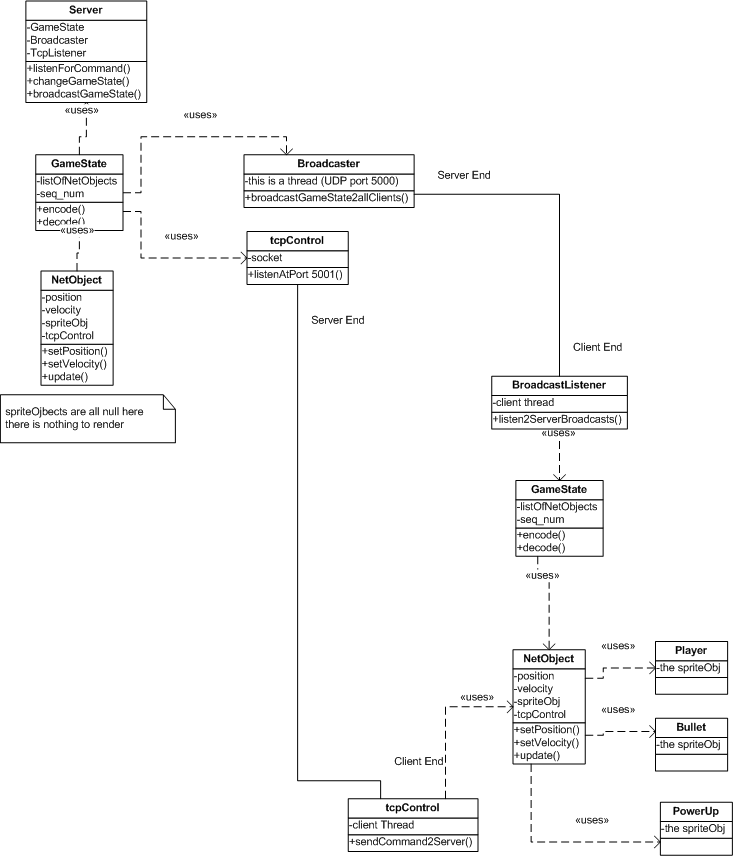 Server
-GameState
-Broadcaster
-TcpListener
+listenForCommand()
+changeGameState()
+broadcastGameState()
«uses»
GameState
-listOfNetObjects
-seq_num
+encode()
+decode()
«uses»
«uses»
NetObject
-position
-velocity
-spriteObj
-tcpControl
+setPosition()
+setVelocity()
+update()
spriteOjbects are all null here
there is nothing to render
«uses»
Broadcaster
-this is a thread (UDP port 5000)
+broadcastGameState2allClients()
Server End
tcpControl
-socket
+listenAtPort 5001()
Server End
Client End
BroadcastListener
-client thread
+listen2ServerBroadcasts()
«uses»
GameState
-listOfNetObjects
-seq_num
+encode()
+decode()
«uses»
NetObject
-position
-velocity
-spriteObj
-tcpControl
+setPosition()
+setVelocity()
+update()
«uses»
Player
-the spriteObj
«uses»
Bullet
-the spriteObj
«uses»
PowerUp
-the spriteObj
«uses»
Client End
tcpControl
-client Thread
+sendCommand2Server()